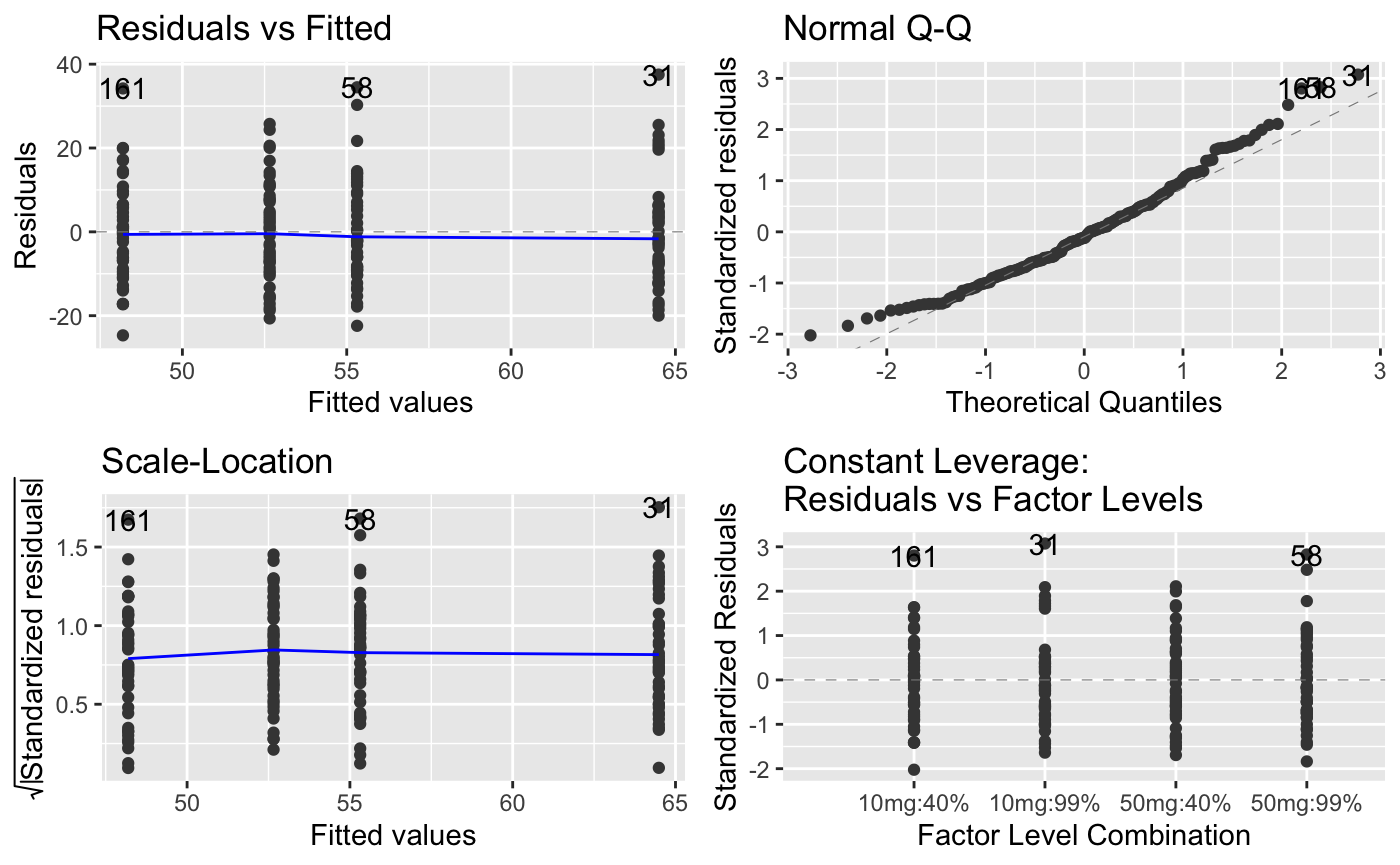 Residuals vs Fitted
Residuals
40
20
0
-20
161
58
31
50
55
60
65
Fitted values
Normal Q-Q
Standardized residuals
3
2
1
0
-1
-2
161
58
31
-3
-2
-1
0
1
2
3
Theoretical Quantiles
Scale-Location
√|Standardized residuals|
1.5
1.0
0.5
161
58
31
50
55
60
65
Fitted values
Constant Leverage:
Residuals vs Factor Levels
Standardized Residuals
3
2
1
0
-1
-2
161
31
58
10mg:40%
10mg:99%
50mg:40%
50mg:99%
Factor Level Combination